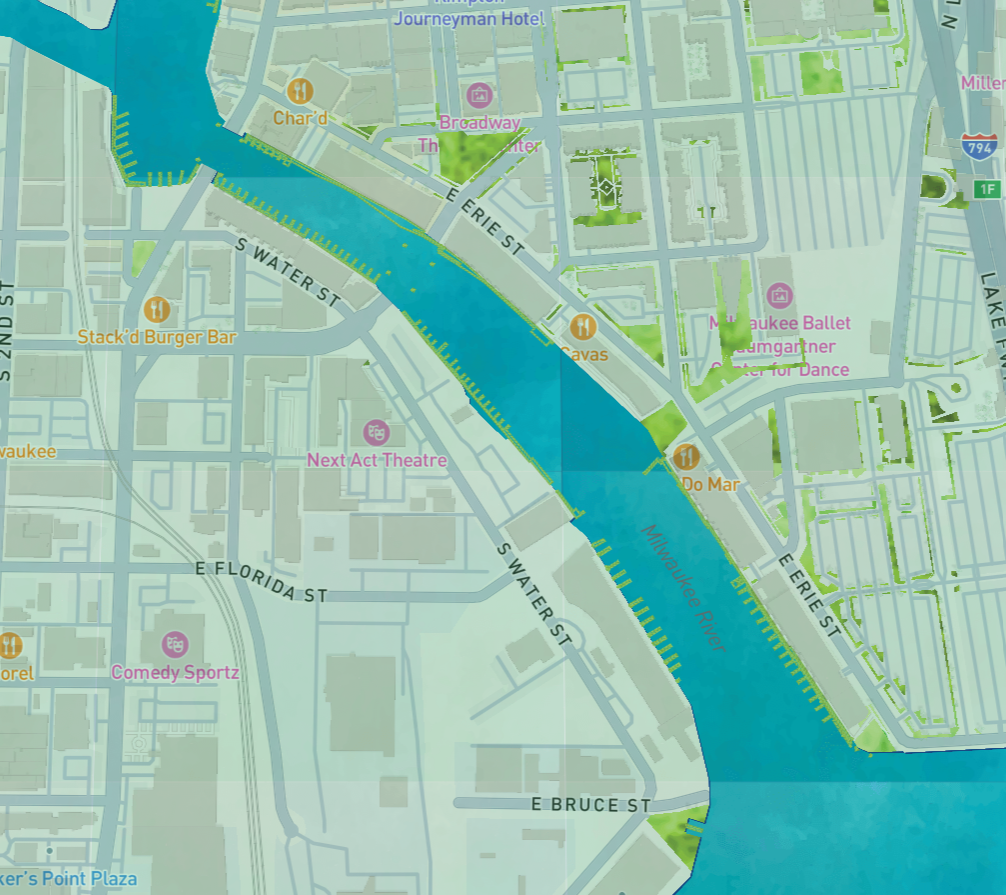 Journeyman Hotel
N L
Char'd
Broadway
Miller
794
1F
E ERIE ST
S WATER ST
S 2ND ST
LAKE F
Stack'd Burger Bar
Milwaukee Ballet
Baumgartner
Center for Dance
Cavas
waukee
Next Act Theatre
Do Mar
Milwaukee River
E FLORIDA ST
S WATER ST
E ERIE ST
orel
Comedy Sportz
E BRUCE ST
ker's Point Plaza